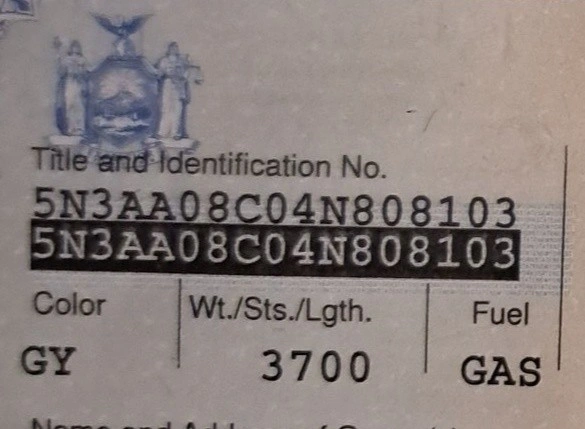 Title and Identification No.
5N3AA08C04N808103
5N3AA08C04N808103
Color
Wt./Sts./Lgth.
Fuel
GY
3700
GAS